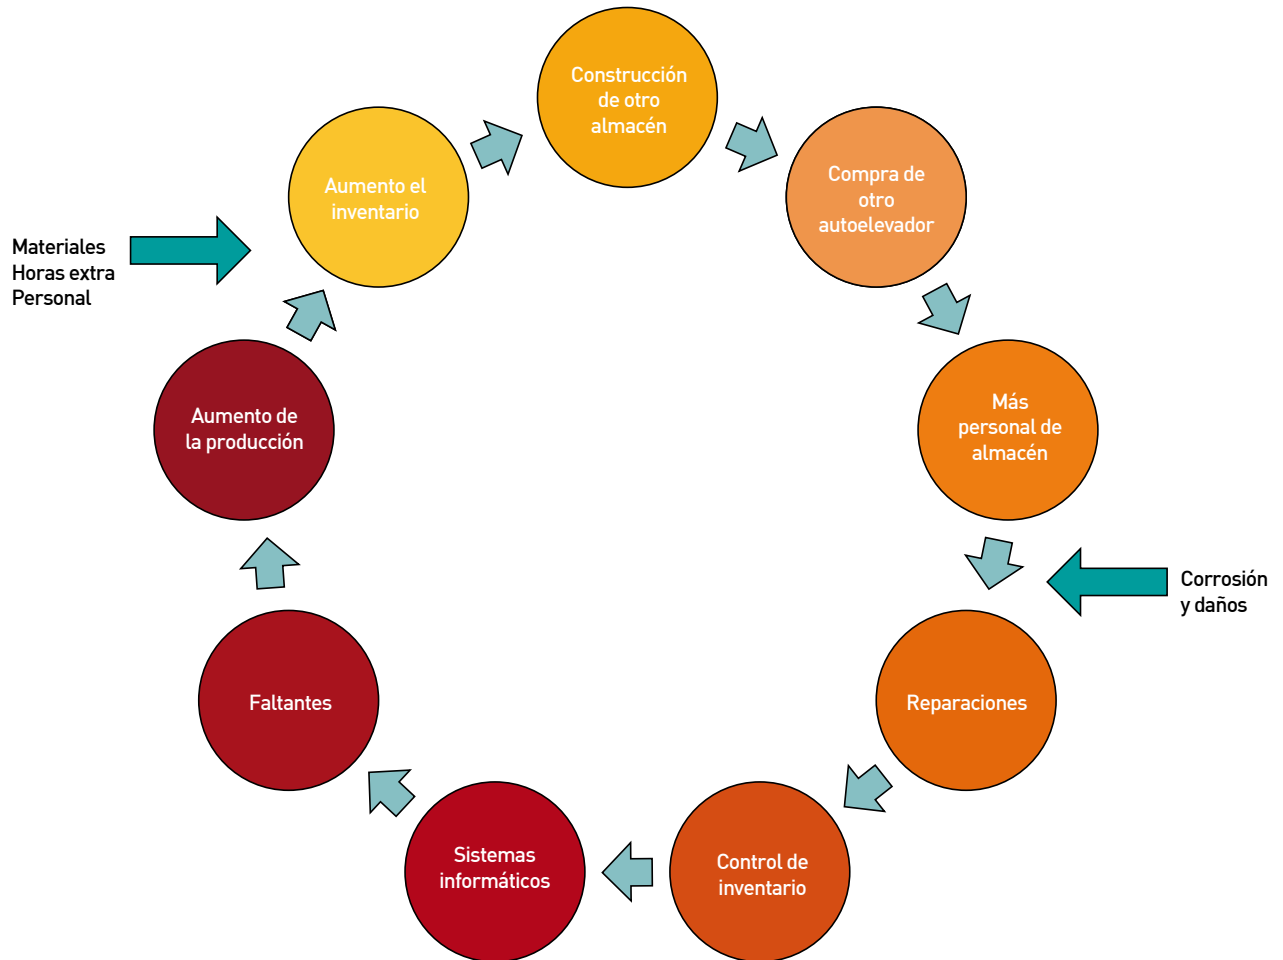 Construcción
de otro
almacén
Compra de
otro
autoelevador
Más
personal de
almacén
Corrosión
y daños
Reparaciones
Control de
inventario
Sistemas
informáticos
Faltantes
Aumento de
la producción
Materiales
Horas extra
Personal
Aumento el
inventario